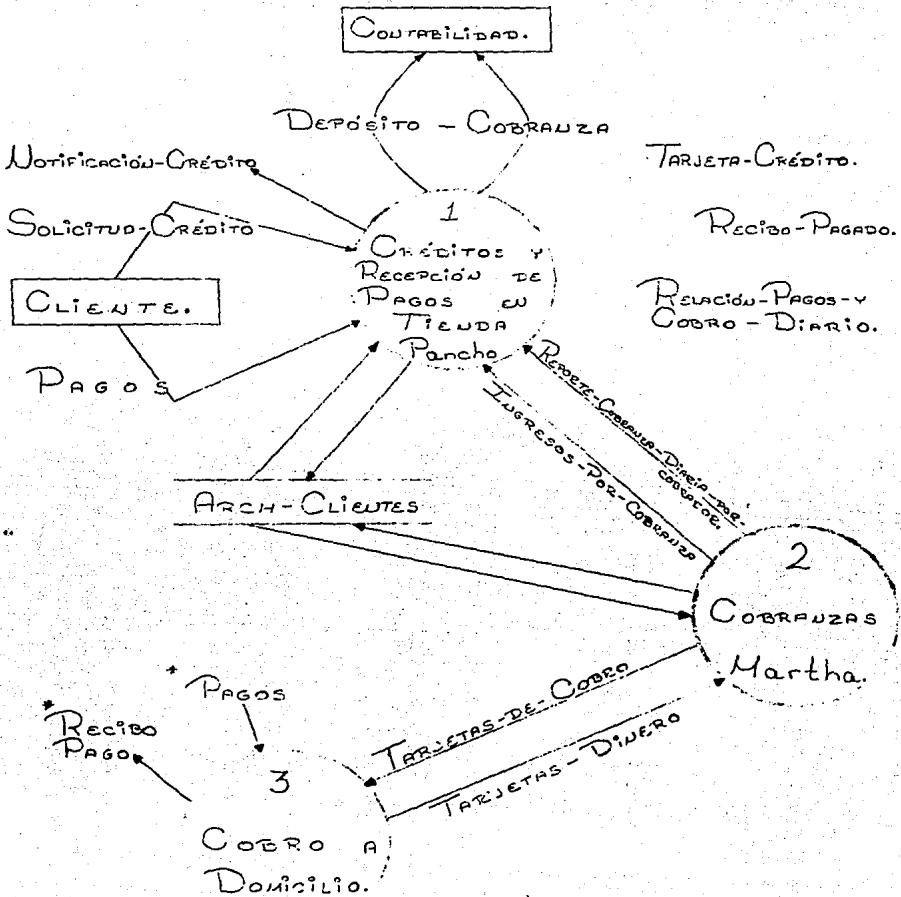 CONTABILIDAD.
DEPÓSITO - COBRANZA
NOTIFICACIÓN-CRÉDITO
TARJETA-CRÉDITO.
SOLICITUD-CRÉDITO
RECIBO-PAGADO.
1
CRÉDITOS Y
RECEPCIÓN DE
PAGOS EN
TIENDA
Pancho
CLIENTE.
RELACIÓN-PAGOS-Y
COBRO-DIARIO.
PAGOS
REPORTE-COBRANZA-DIARIA-POR-
COBRADOR.
INGRESOS-POR-COBRANZA
ARCH-CLIENTES
2
COBRANZAS
Martha.
TARJETAS-DE-COBRO
TARJETAS-DINERO
* PAGOS
* RECIBO
PAGO
3
COBRO A
DOMICILIO.